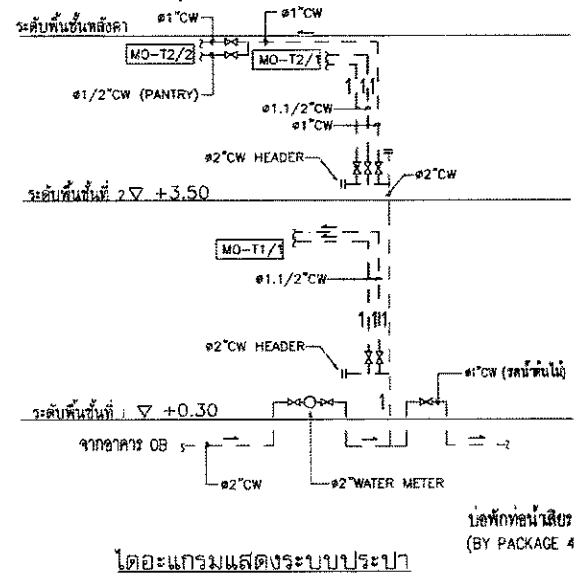 ø1"CW
ø1"CW
ระดับพื้นชั้นหลังคา
MO-T2/2
MO-T2/1
ø1/2"CW (PANTRY)
ø1.1/2"CW
ø1"CW
ø2"CW HEADER
ø2"CW
ระดับพื้นชั้นที่ 2 ▽ +3.50
MO-T1/1
ø1.1/2"CW
ø2"CW HEADER
ø1"CW (รดน้ำต้นไม้)
ระดับพื้นชั้นที่ 1 ▽ +0.30
จากอาคาร OB
ø2"CW
ø2"WATER METER
บ่อพักท่อน้ำเสีย
(BY PACKAGE 4
ไดอะแกรมแสดงระบบประปา